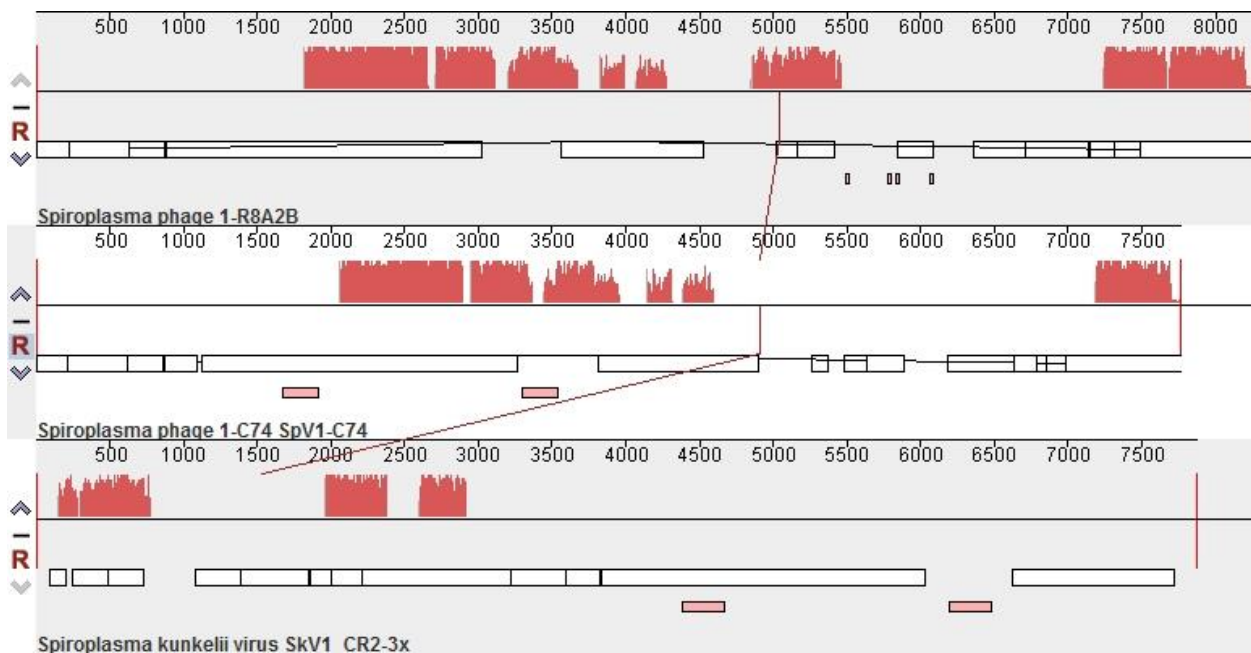 500 1000 1500 2000 2500 3000 3500 4000 4500 5000 5500 6000 6500 7000 7500 8000
R
Spiroplasma phage 1-R8A2B
500 1000 1500 2000 2500 3000 3500 4000 4500 5000 5500 6000 6500 7000 7500
R
Spiroplasma phage 1-C74 SpV1-C74
500 1000 1500 2000 2500 3000 3500 4000 4500 5000 5500 6000 6500 7000 7500
R
Spiroplasma kunkelii virus SkV1_CR2-3x